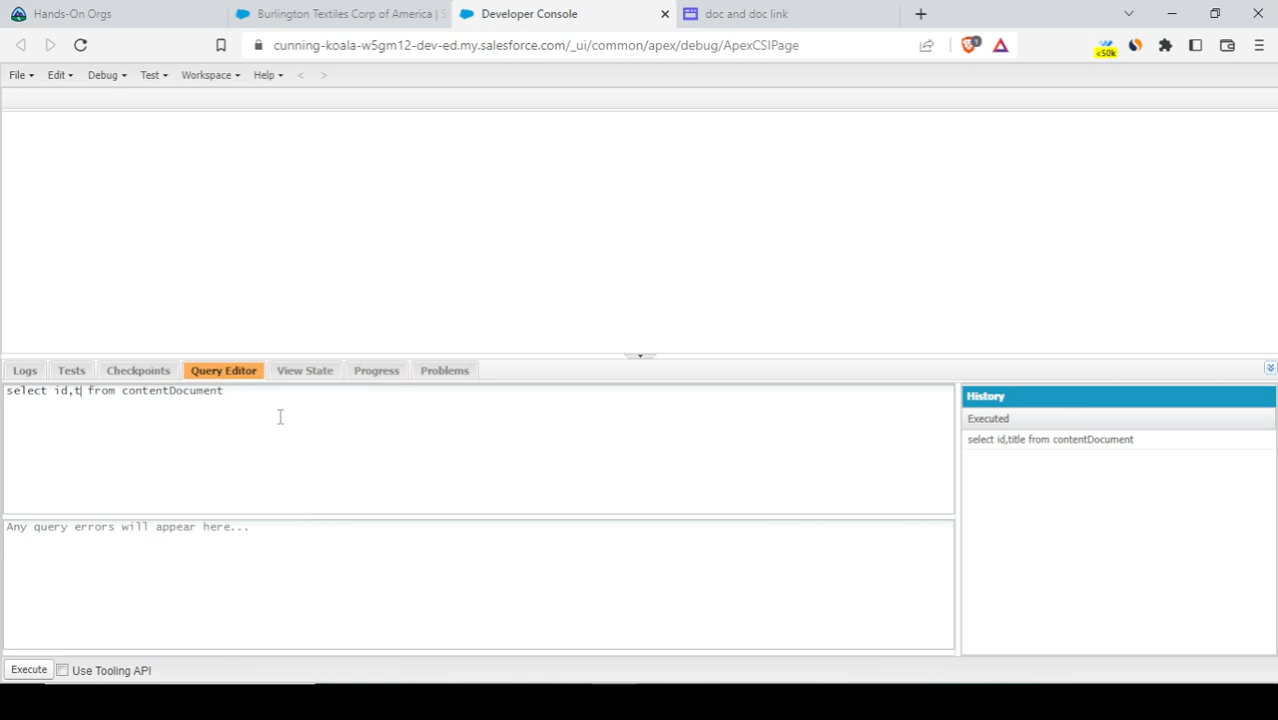 Hands-On Orgs
Burlington Textiles Corp of America | S
Developer Console
doc and doc link
cunning-koala-w5gm12-dev-ed.my.salesforce.com/_ui/common/apex/debug/ApexCSIPage
3
<50k
File Edit Debug Test Workspace Help < >
Logs Tests Checkpoints Query Editor View State Progress Problems
select id,t from contentDocument
History
Executed
select id,title from contentDocument
Any query errors will appear here...
Execute Use Tooling API